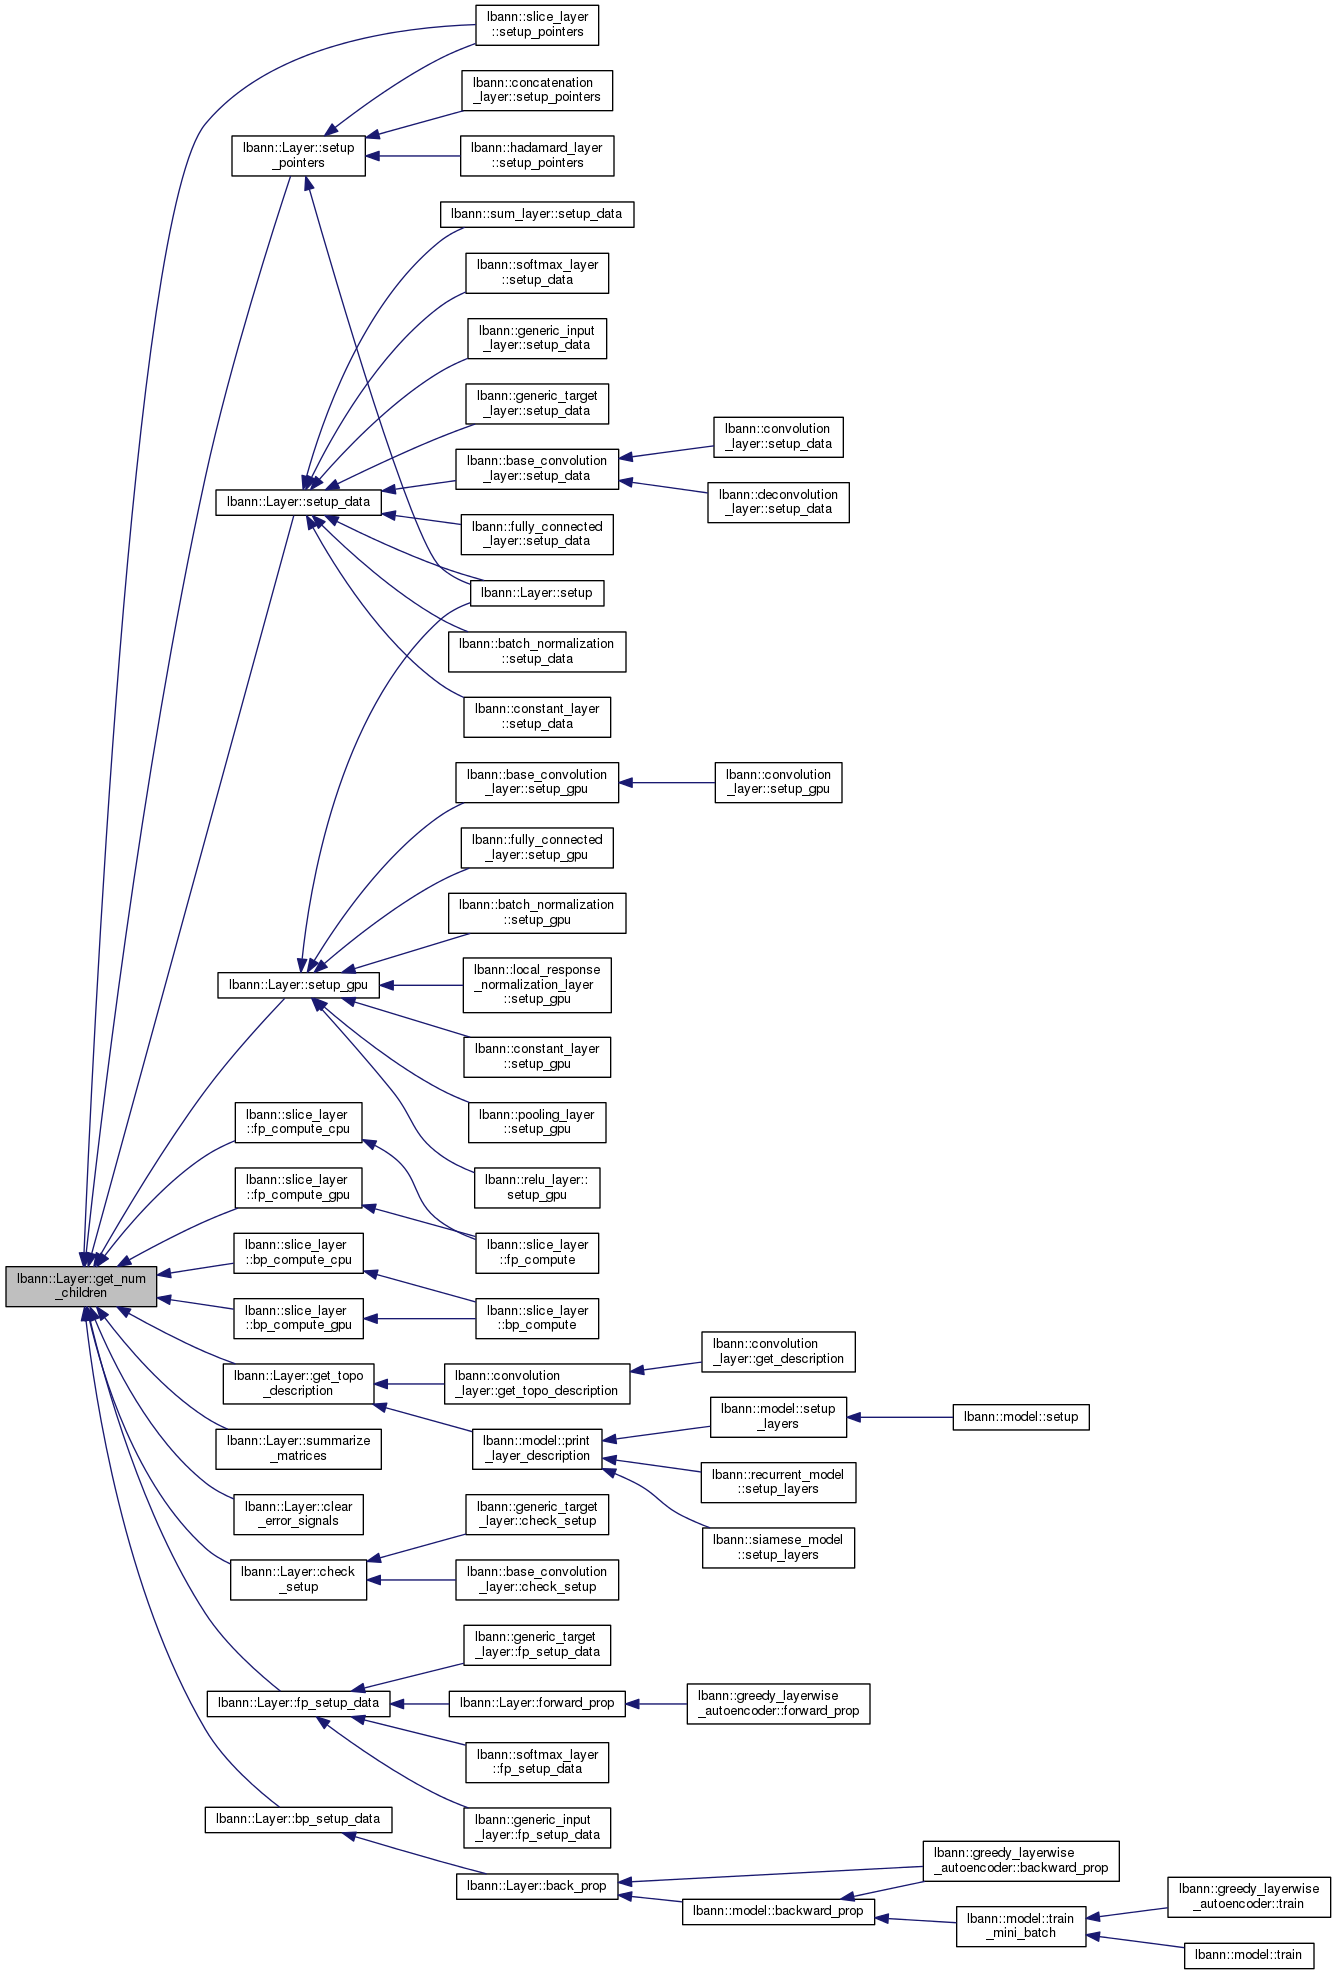 lbann::slice_layer
::setup_pointers
lbann::concatenation
_layer::setup_pointers
lbann::Layer::setup
_pointers
lbann::hadamard_layer
::setup_pointers
lbann::sum_layer::setup_data
lbann::softmax_layer
::setup_data
lbann::generic_input
_layer::setup_data
lbann::generic_target
_layer::setup_data
lbann::convolution
_layer::setup_data
lbann::base_convolution
_layer::setup_data
lbann::Layer::setup_data
lbann::deconvolution
_layer::setup_data
lbann::fully_connected
_layer::setup_data
lbann::Layer::setup
lbann::batch_normalization
::setup_data
lbann::constant_layer
::setup_data
lbann::base_convolution
_layer::setup_gpu
lbann::convolution
_layer::setup_gpu
lbann::fully_connected
_layer::setup_gpu
lbann::batch_normalization
::setup_gpu
lbann::Layer::setup_gpu
lbann::local_response
_normalization_layer
::setup_gpu
lbann::constant_layer
::setup_gpu
lbann::slice_layer
::fp_compute_cpu
lbann::pooling_layer
::setup_gpu
lbann::slice_layer
::fp_compute_gpu
lbann::relu_layer::
setup_gpu
lbann::slice_layer
::bp_compute_cpu
lbann::slice_layer
::fp_compute
lbann::Layer::get_num
_children
lbann::slice_layer
::bp_compute_gpu
lbann::slice_layer
::bp_compute
lbann::Layer::get_topo
_description
lbann::convolution
_layer::get_topo_description
lbann::convolution
_layer::get_description
lbann::Layer::summarize
_matrices
lbann::model::print
_layer_description
lbann::model::setup
_layers
lbann::model::setup
lbann::recurrent_model
::setup_layers
lbann::Layer::clear
_error_signals
lbann::generic_target
_layer::check_setup
lbann::siamese_model
::setup_layers
lbann::Layer::check
_setup
lbann::base_convolution
_layer::check_setup
lbann::generic_target
_layer::fp_setup_data
lbann::Layer::fp_setup_data
lbann::Layer::forward_prop
lbann::greedy_layerwise
_autoencoder::forward_prop
lbann::softmax_layer
::fp_setup_data
lbann::Layer::bp_setup_data
lbann::generic_input
_layer::fp_setup_data
lbann::Layer::back_prop
lbann::greedy_layerwise
_autoencoder::backward_prop
lbann::model::backward_prop
lbann::model::train
_mini_batch
lbann::greedy_layerwise
_autoencoder::train
lbann::model::train